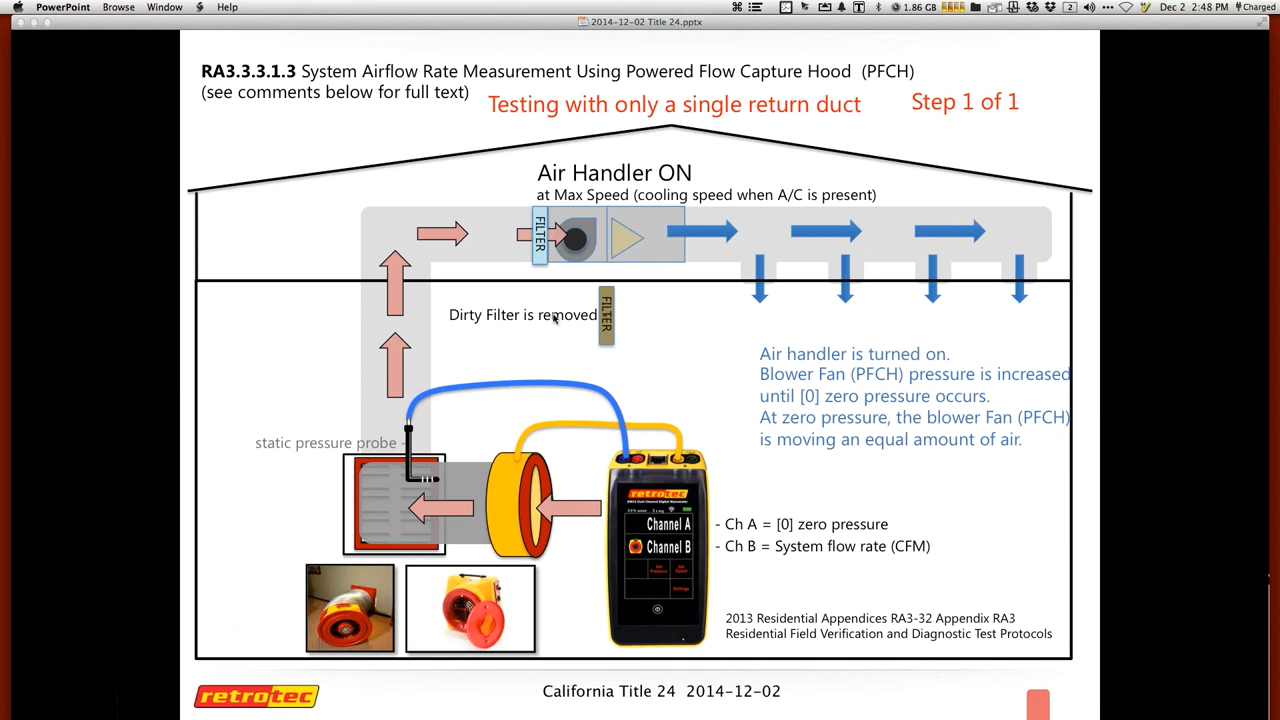 PowerPoint Browse Window Help
1.86 GB
2
Dec 2 2:48 PM
Charged
2014-12-02 Title 24.pptx
RA3.3.3.1.3 System Airflow Rate Measurement Using Powered Flow Capture Hood (PFCH)
(see comments below for full text)
Testing with only a single return duct
Step 1 of 1
Air Handler ON
at Max Speed (cooling speed when A/C is present)
FILTER
Dirty Filter is removed
FILTER
Air handler is turned on.
Blower Fan (PFCH) pressure is increased
until [0] zero pressure occurs.
At zero pressure, the blower Fan (PFCH)
is moving an equal amount of air.
static pressure probe -
retrotec
Channel A
Channel B
Set Pressure
Set Speed
Settings
- Ch A = [0] zero pressure
- Ch B = System flow rate (CFM)
2013 Residential Appendices RA3-32 Appendix RA3
Residential Field Verification and Diagnostic Test Protocols
retrotec
California Title 24 2014-12-02